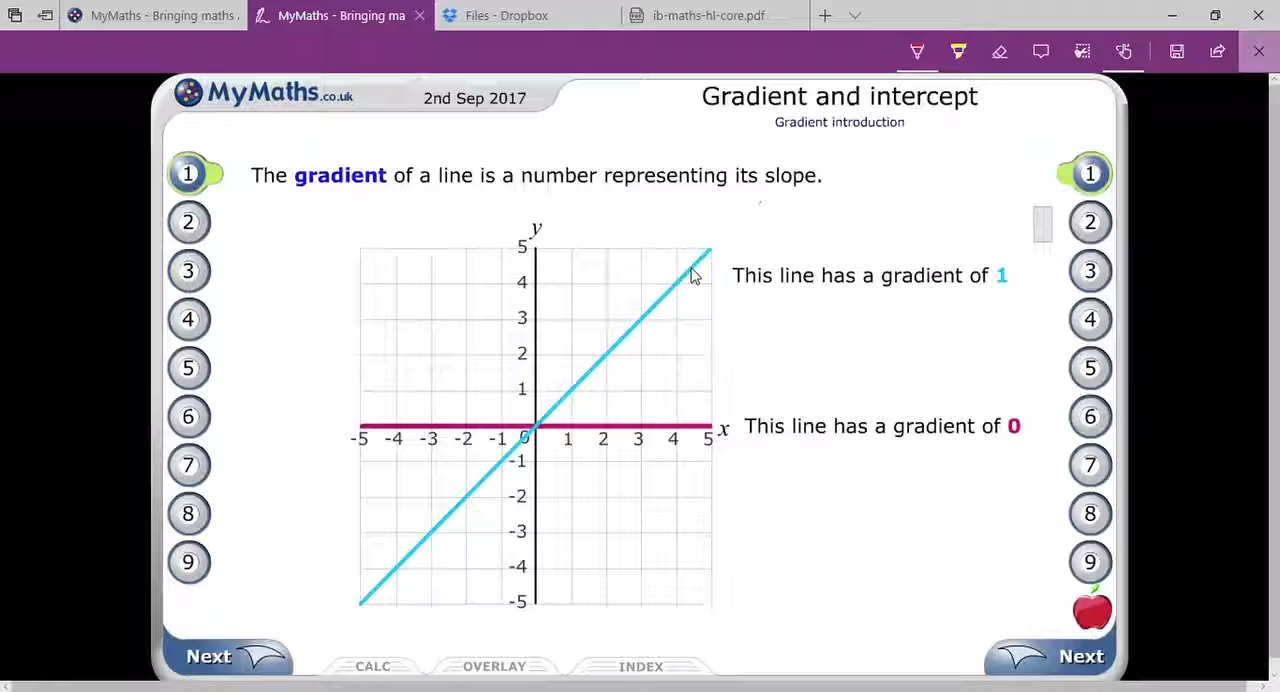 MyMaths - Bringing maths .
MyMaths - Bringing ma
Files - Dropbox
ib-maths-hl-core.pdf
MyMaths.co.uk
2nd Sep 2017
Gradient and intercept
Gradient introduction
The gradient of a line is a number representing its slope.
1
2
3
4
5
6
7
8
9
y
5
4
3
2
1
This line has a gradient of 1
-5 -4 -3 -2 -1 0 1 2 3 4 5 x
This line has a gradient of 0
-1
-2
-3
-4
-5
1
2
3
4
5
6
7
8
9
Next
CALC
OVERLAY
INDEX
Next